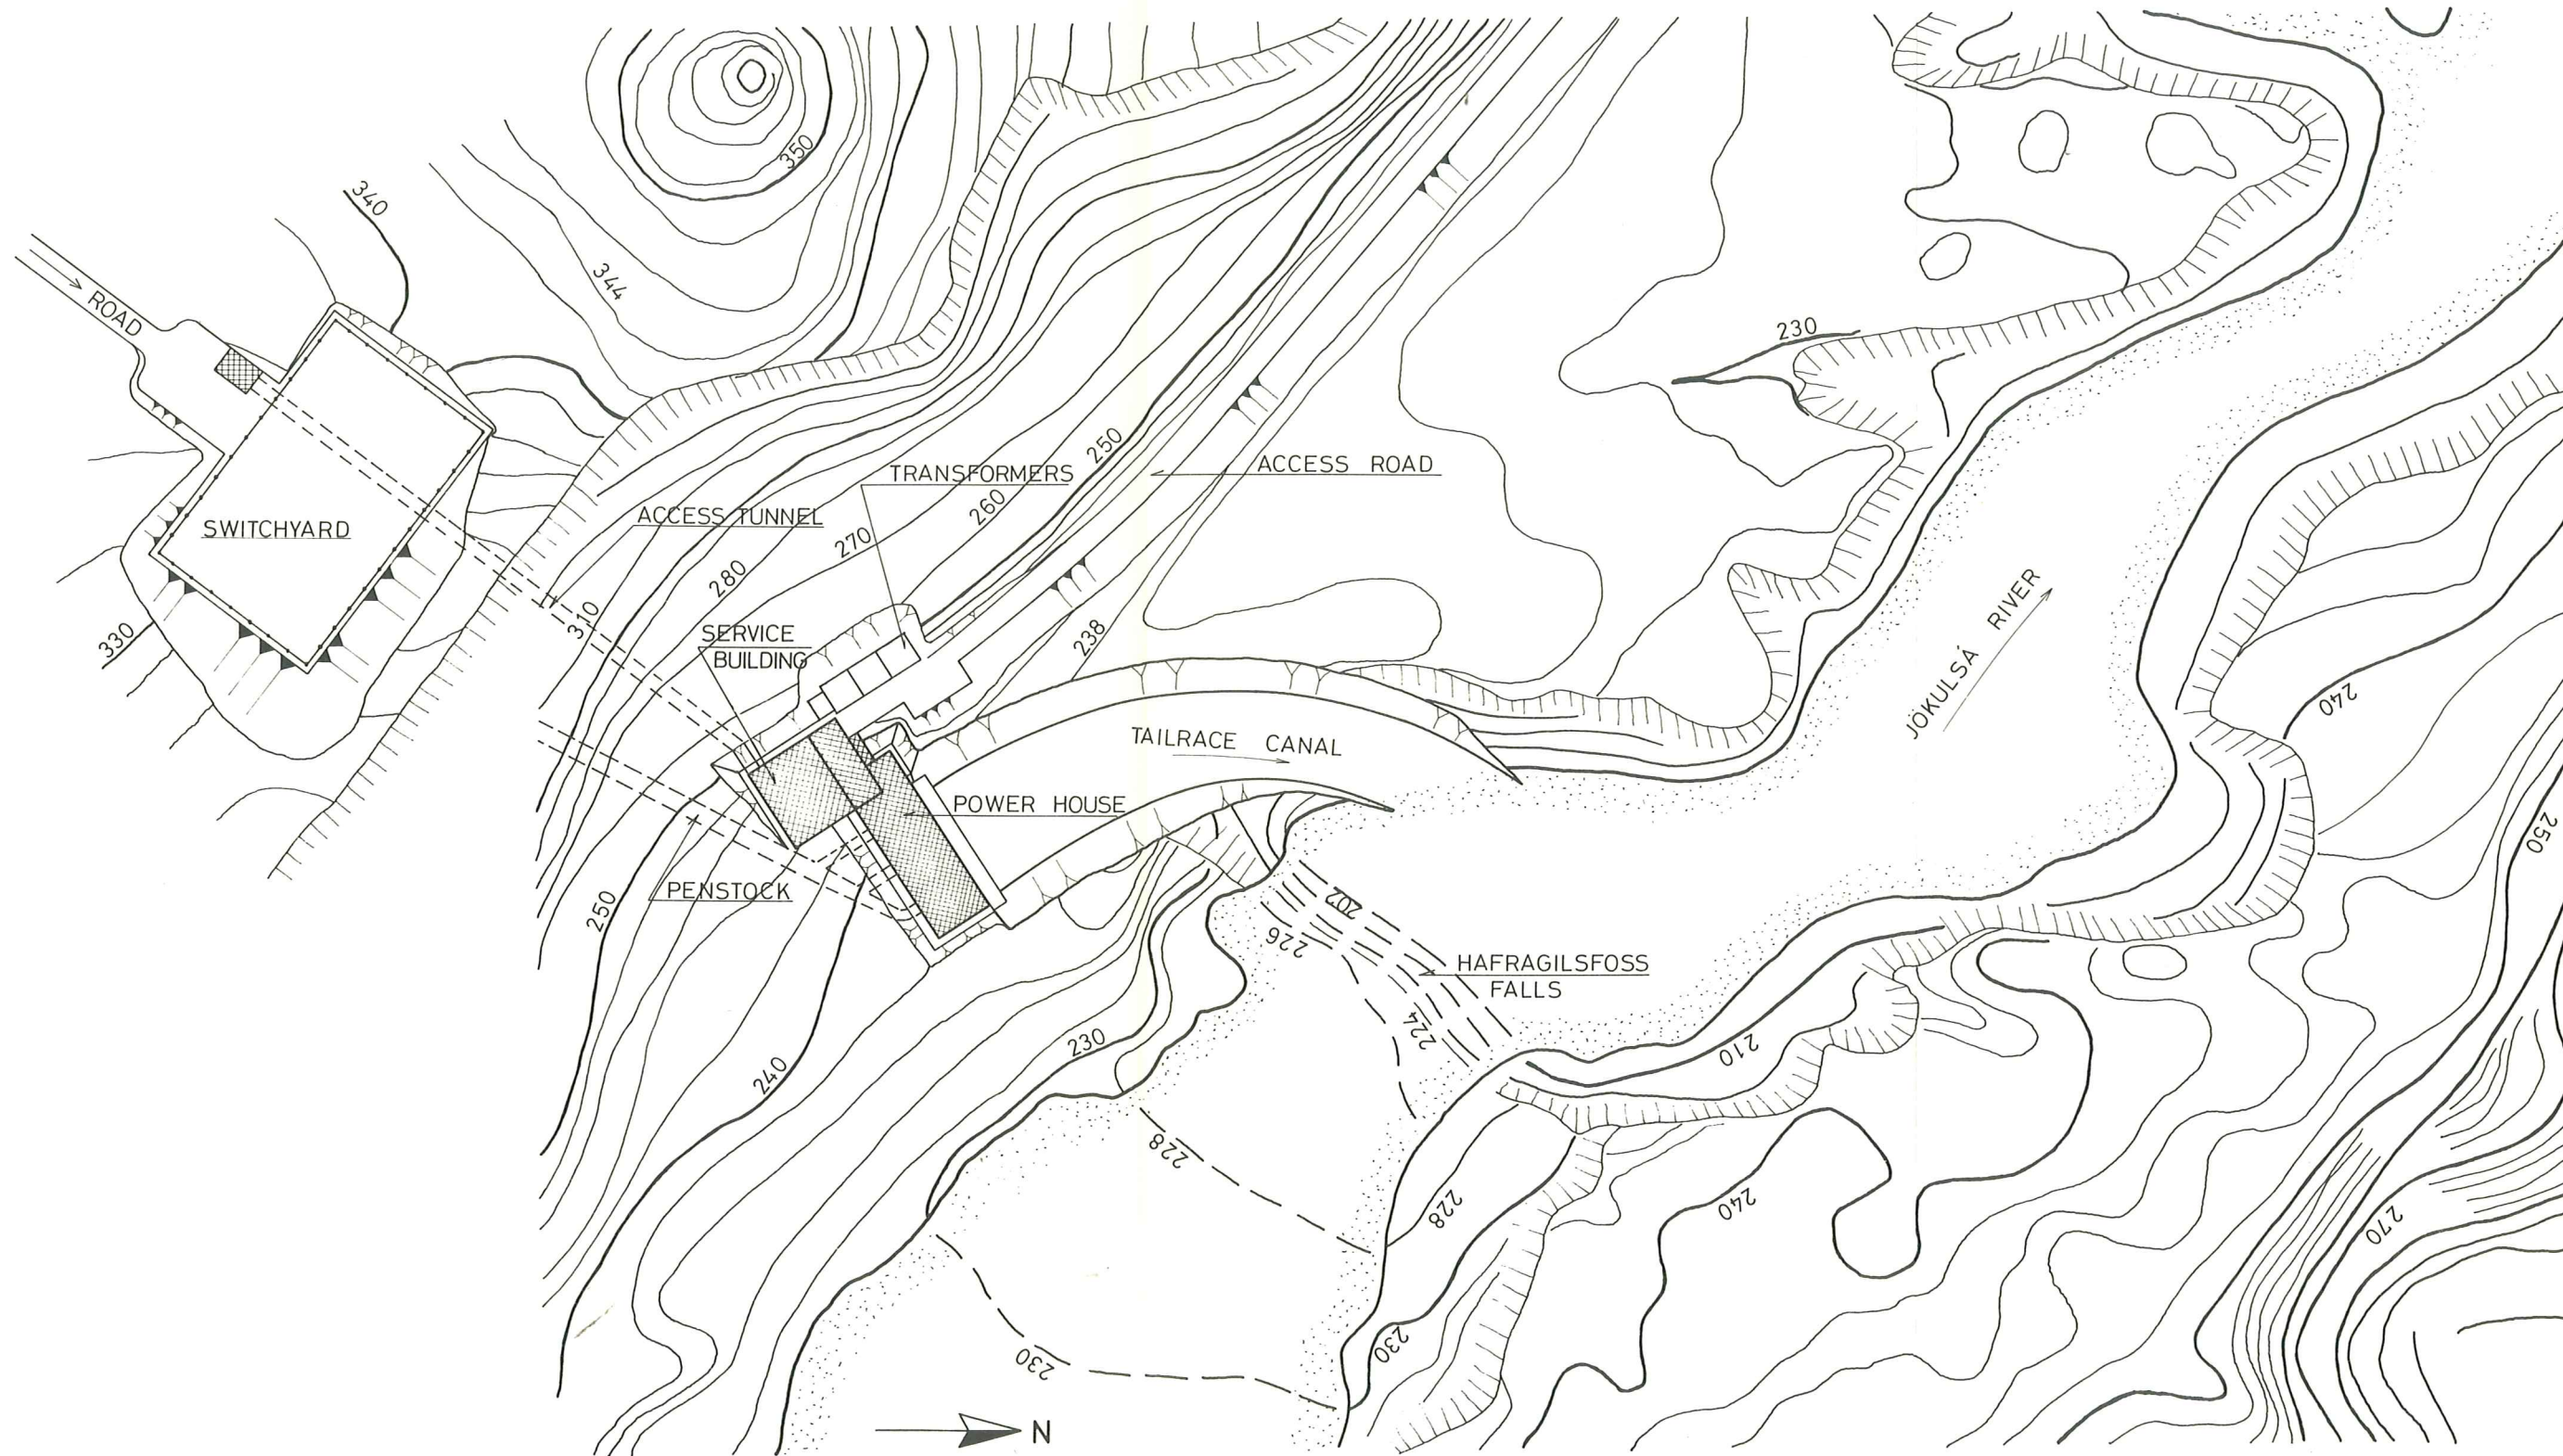 350
340
344
ROAD
230
250
TRANSFORMERS
ACCESS ROAD
260
ACCESS TUNNEL
SWITCHYARD
270
280
310
330
SERVICE
BUILDING
238
JÖKULSÁ RIVER
240
TAILRACE CANAL
POWER HOUSE
250
PENSTOCK
250
202
226
HAFRAGILSFOSS
FALLS
224
230
210
240
228
228
240
270
230
230
N